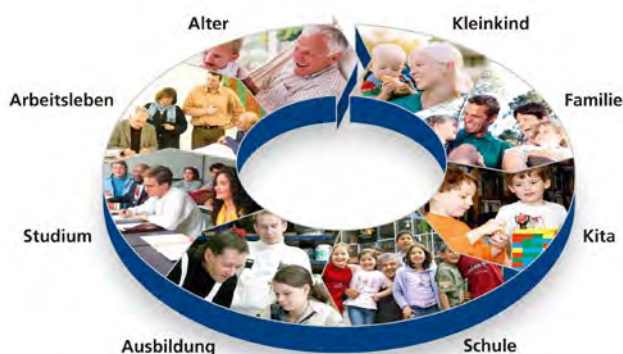 Alter
Kleinkind
Arbeitsleben
Familie
Studium
Kita
Ausbildung
Schule